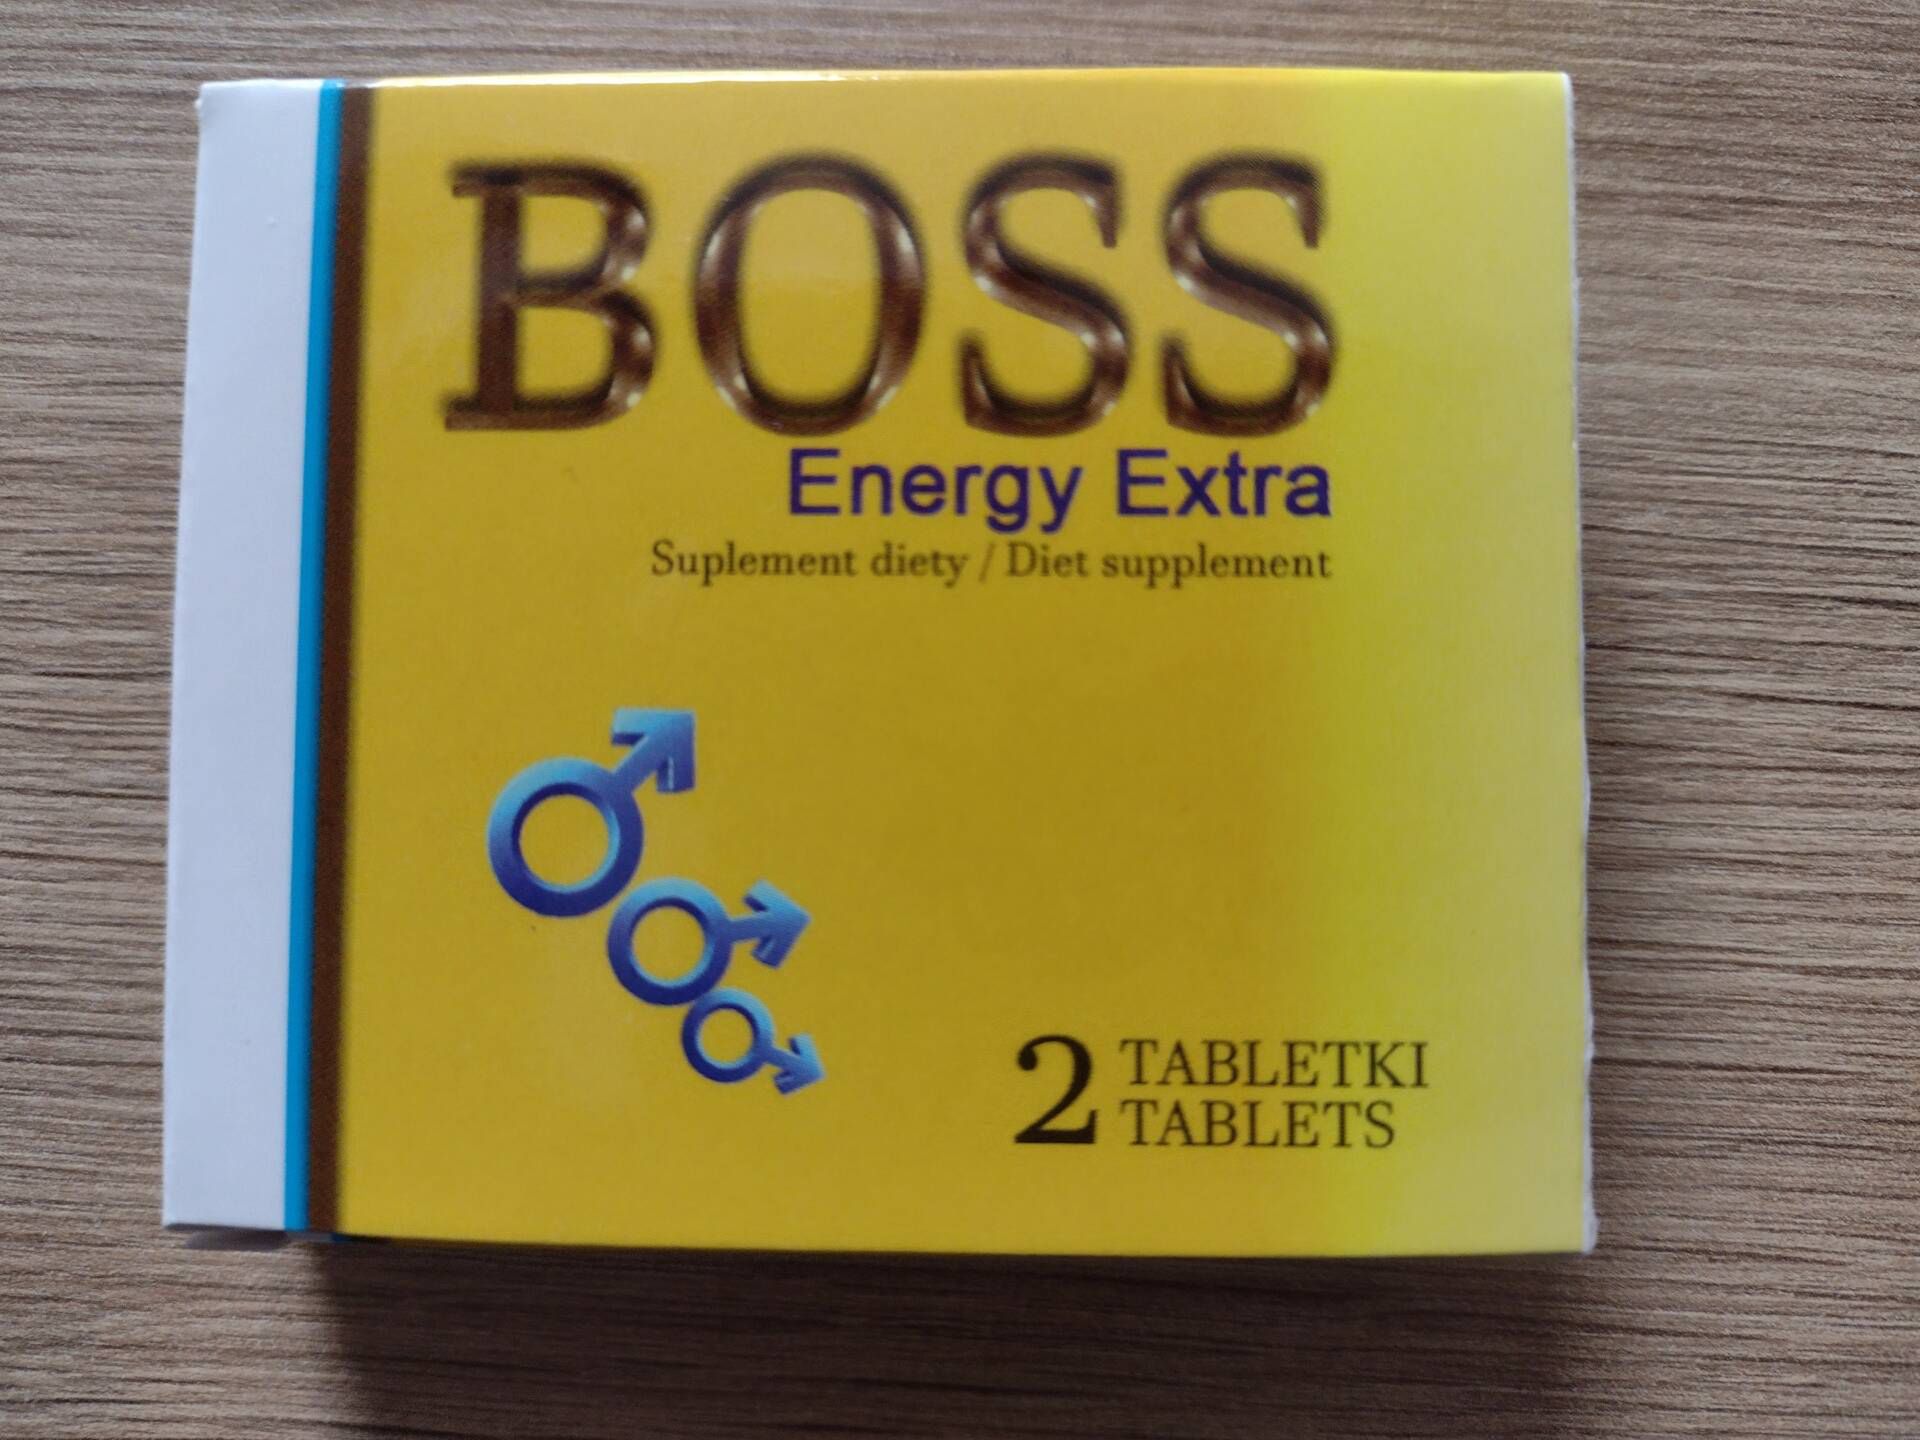 BOSS
Energy Extra
Suplement diety / Diet supplement
2 TABLETKI
TABLETS